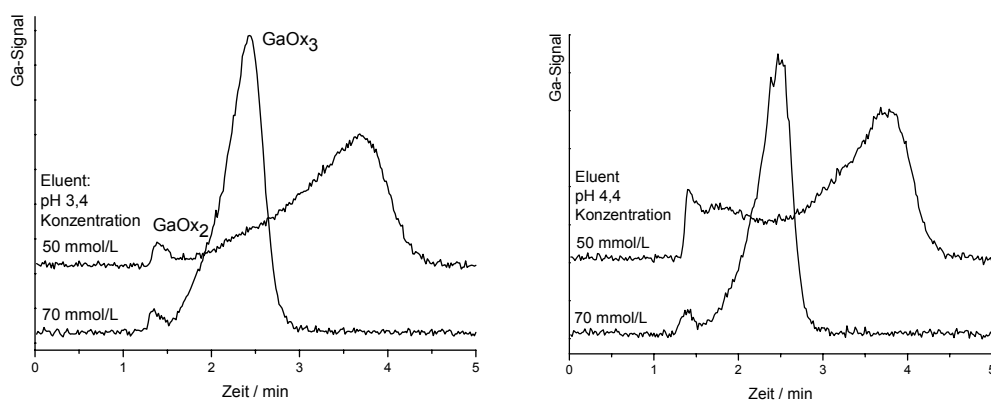 Ga-Signal
GaOx3
Eluent:
pH 3,4
Konzentration
GaOx2
50 mmol/L
70 mmol/L
0 1 2 3 4 5
Zeit / min
Ga-Signal
Eluent
pH 4,4
Konzentration
50 mmol/L
70 mmol/L
0 1 2 3 4 5
Zeit / min